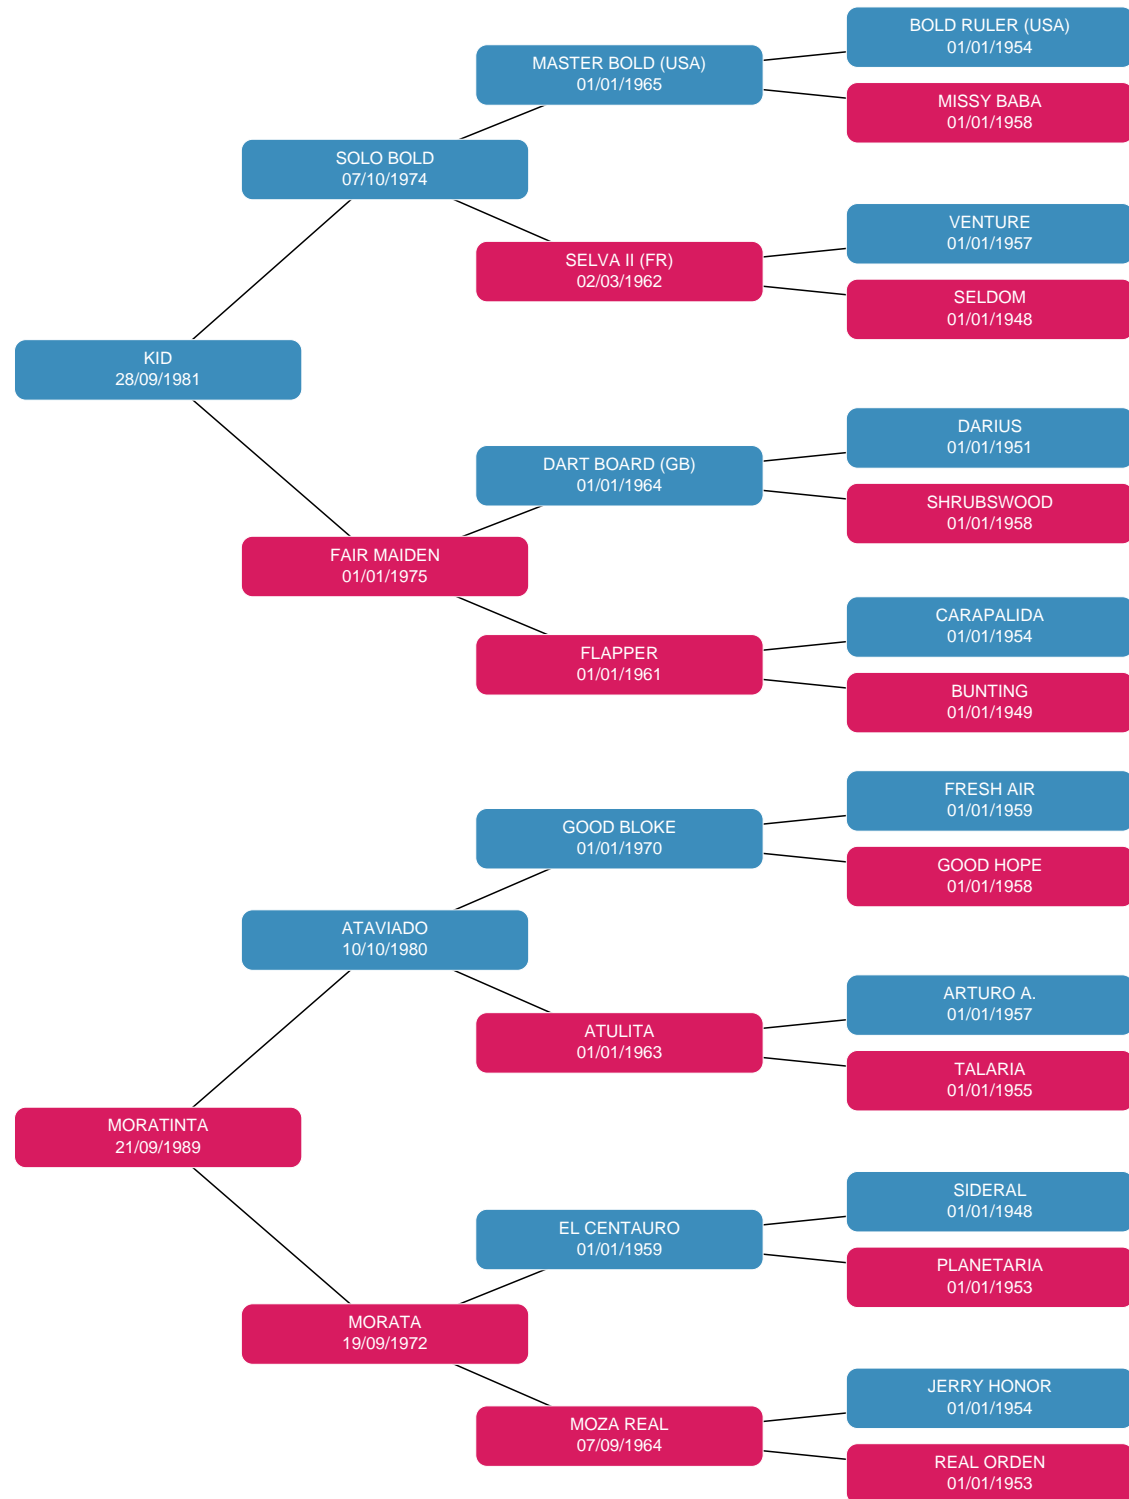 BOLD RULER (USA)
01/01/1954
MASTER BOLD (USA)
01/01/1965
MISSY BABA
01/01/1958
SOLO BOLD
07/10/1974
VENTURE
01/01/1957
SELVA II (FR)
02/03/1962
SELDOM
01/01/1948
KID
28/09/1981
DARIUS
01/01/1951
DART BOARD (GB)
01/01/1964
SHRUBSWOOD
01/01/1958
FAIR MAIDEN
01/01/1975
CARAPALIDA
01/01/1954
FLAPPER
01/01/1961
BUNTING
01/01/1949
FRESH AIR
01/01/1959
GOOD BLOKE
01/01/1970
GOOD HOPE
01/01/1958
ATAVIADO
10/10/1980
ARTURO A.
01/01/1957
ATULITA
01/01/1963
TALARIA
01/01/1955
MORATINTA
21/09/1989
SIDERAL
01/01/1948
EL CENTAURO
01/01/1959
PLANETARIA
01/01/1953
MORATA
19/09/1972
JERRY HONOR
01/01/1954
MOZA REAL
07/09/1964
REAL ORDEN
01/01/1953